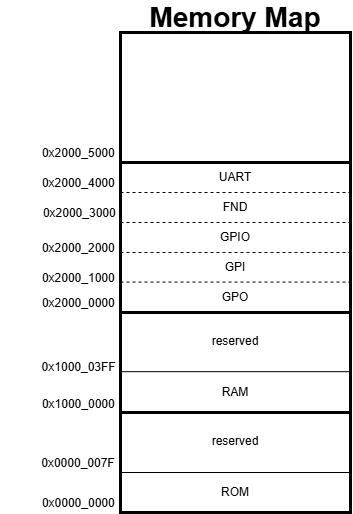 Memory Map
0x2000_5000
UART
0x2000_4000
FND
0x2000_3000
GPIO
0x2000_2000
GPI
0x2000_1000
GPO
0x2000_0000
reserved
0x1000_03FF
RAM
0x1000_0000
reserved
0x0000_007F
ROM
0x0000_0000